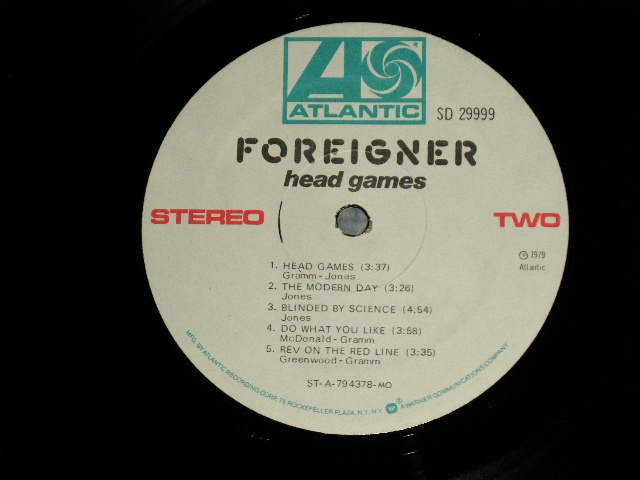 ATLANTIC
SD 29999
FOREIGNER
head games
STEREO
TWO
℗ 1979
Atlantic
1. HEAD GAMES (3:37)
Gramm - Jones
2. THE MODERN DAY (3:26)
Jones
3. BLINDED BY SCIENCE (4:54)
Jones
4. DO WHAT YOU LIKE (3:58)
McDonald - Gramm
5. REV ON THE RED LINE (3:35)
Greenwood - Gramm
ST-A-794378-MO
MFG. BY ATLANTIC RECORDING CORP. 75 ROCKEFELLER PLAZA, N.Y. N.Y. ® A WARNER COMMUNICATIONS COMPANY